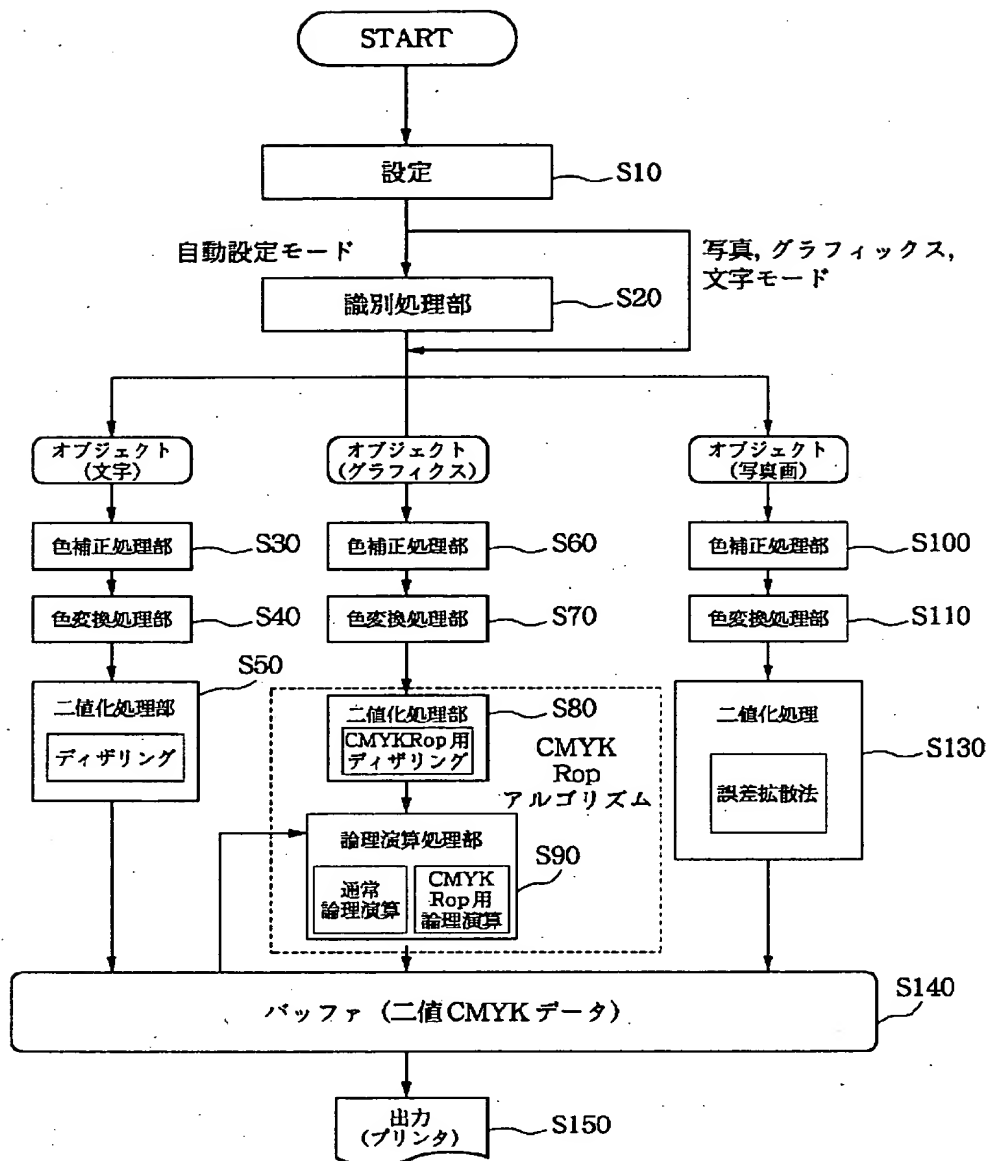 START
設定
S10
自動設定モード
写真,グラフィックス,
文字モード
識別処理部
S20
オブジェクト
(文字)
オブジェクト
(グラフィクス)
オブジェクト
(写真画)
色補正処理部
S30
色補正処理部
S60
色補正処理部
S100
色変換処理部
S40
色変換処理部
S70
色変換処理部
S110
S50
二値化処理部
ディザリング
二値化処理部
S80
CMYKRop用
ディザリング
CMYK
Rop
アルゴリズム
二値化処理
S130
誤差拡散法
論理演算処理部
S90
通常
論理演算
CMYK
Rop用
論理演算
バッファ(二値CMYKデータ)
S140
出力
(プリンタ)
S150